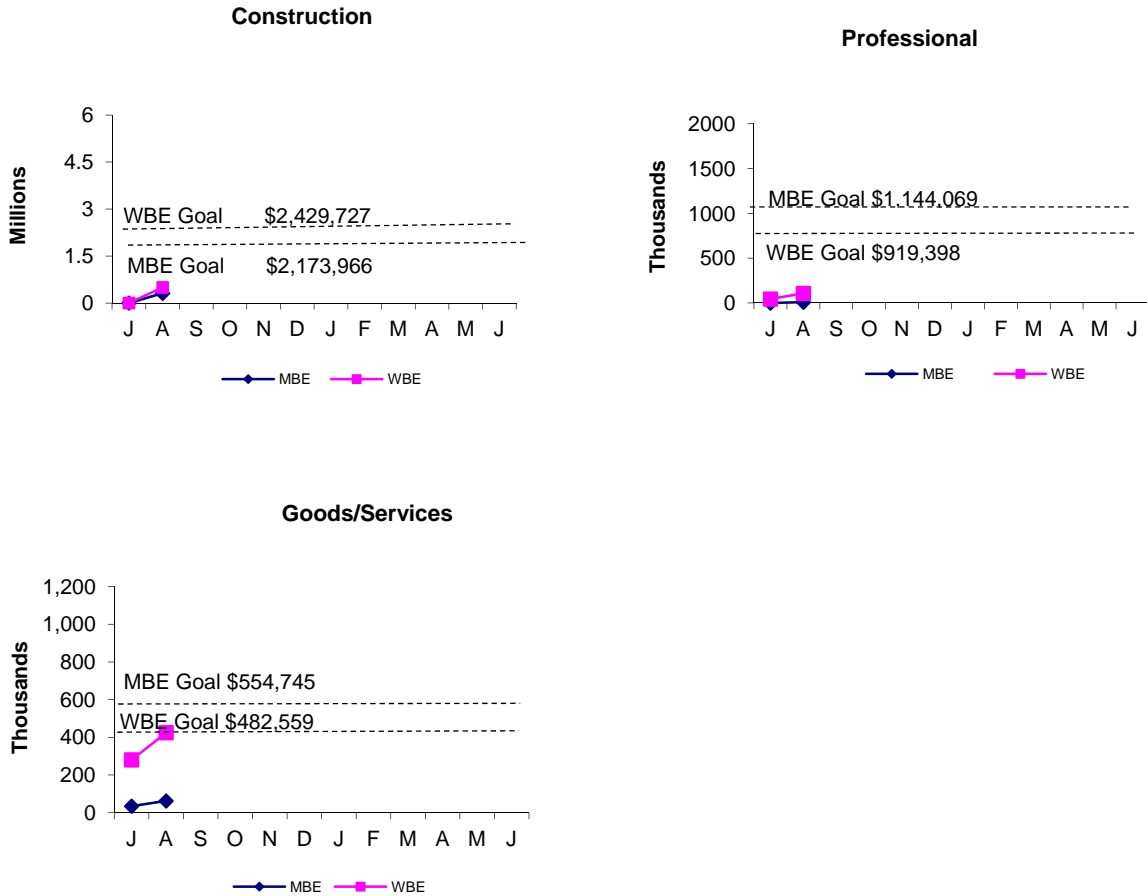 Construction
Millions
6
4.5
3
1.5
0
WBE Goal $2,429,727
MBE Goal $2,173,966
J A S O N D J F M A M J
MBE WBE
Professional
Thousands
2000
1500
1000
500
0
MBE Goal $1,144,069
WBE Goal $919,398
J A S O N D J F M A M J
MBE WBE
Goods/Services
Thousands
1,200
1,000
800
600
400
200
0
MBE Goal $554,745
WBE Goal $482,559
J A S O N D J F M A M J
MBE WBE